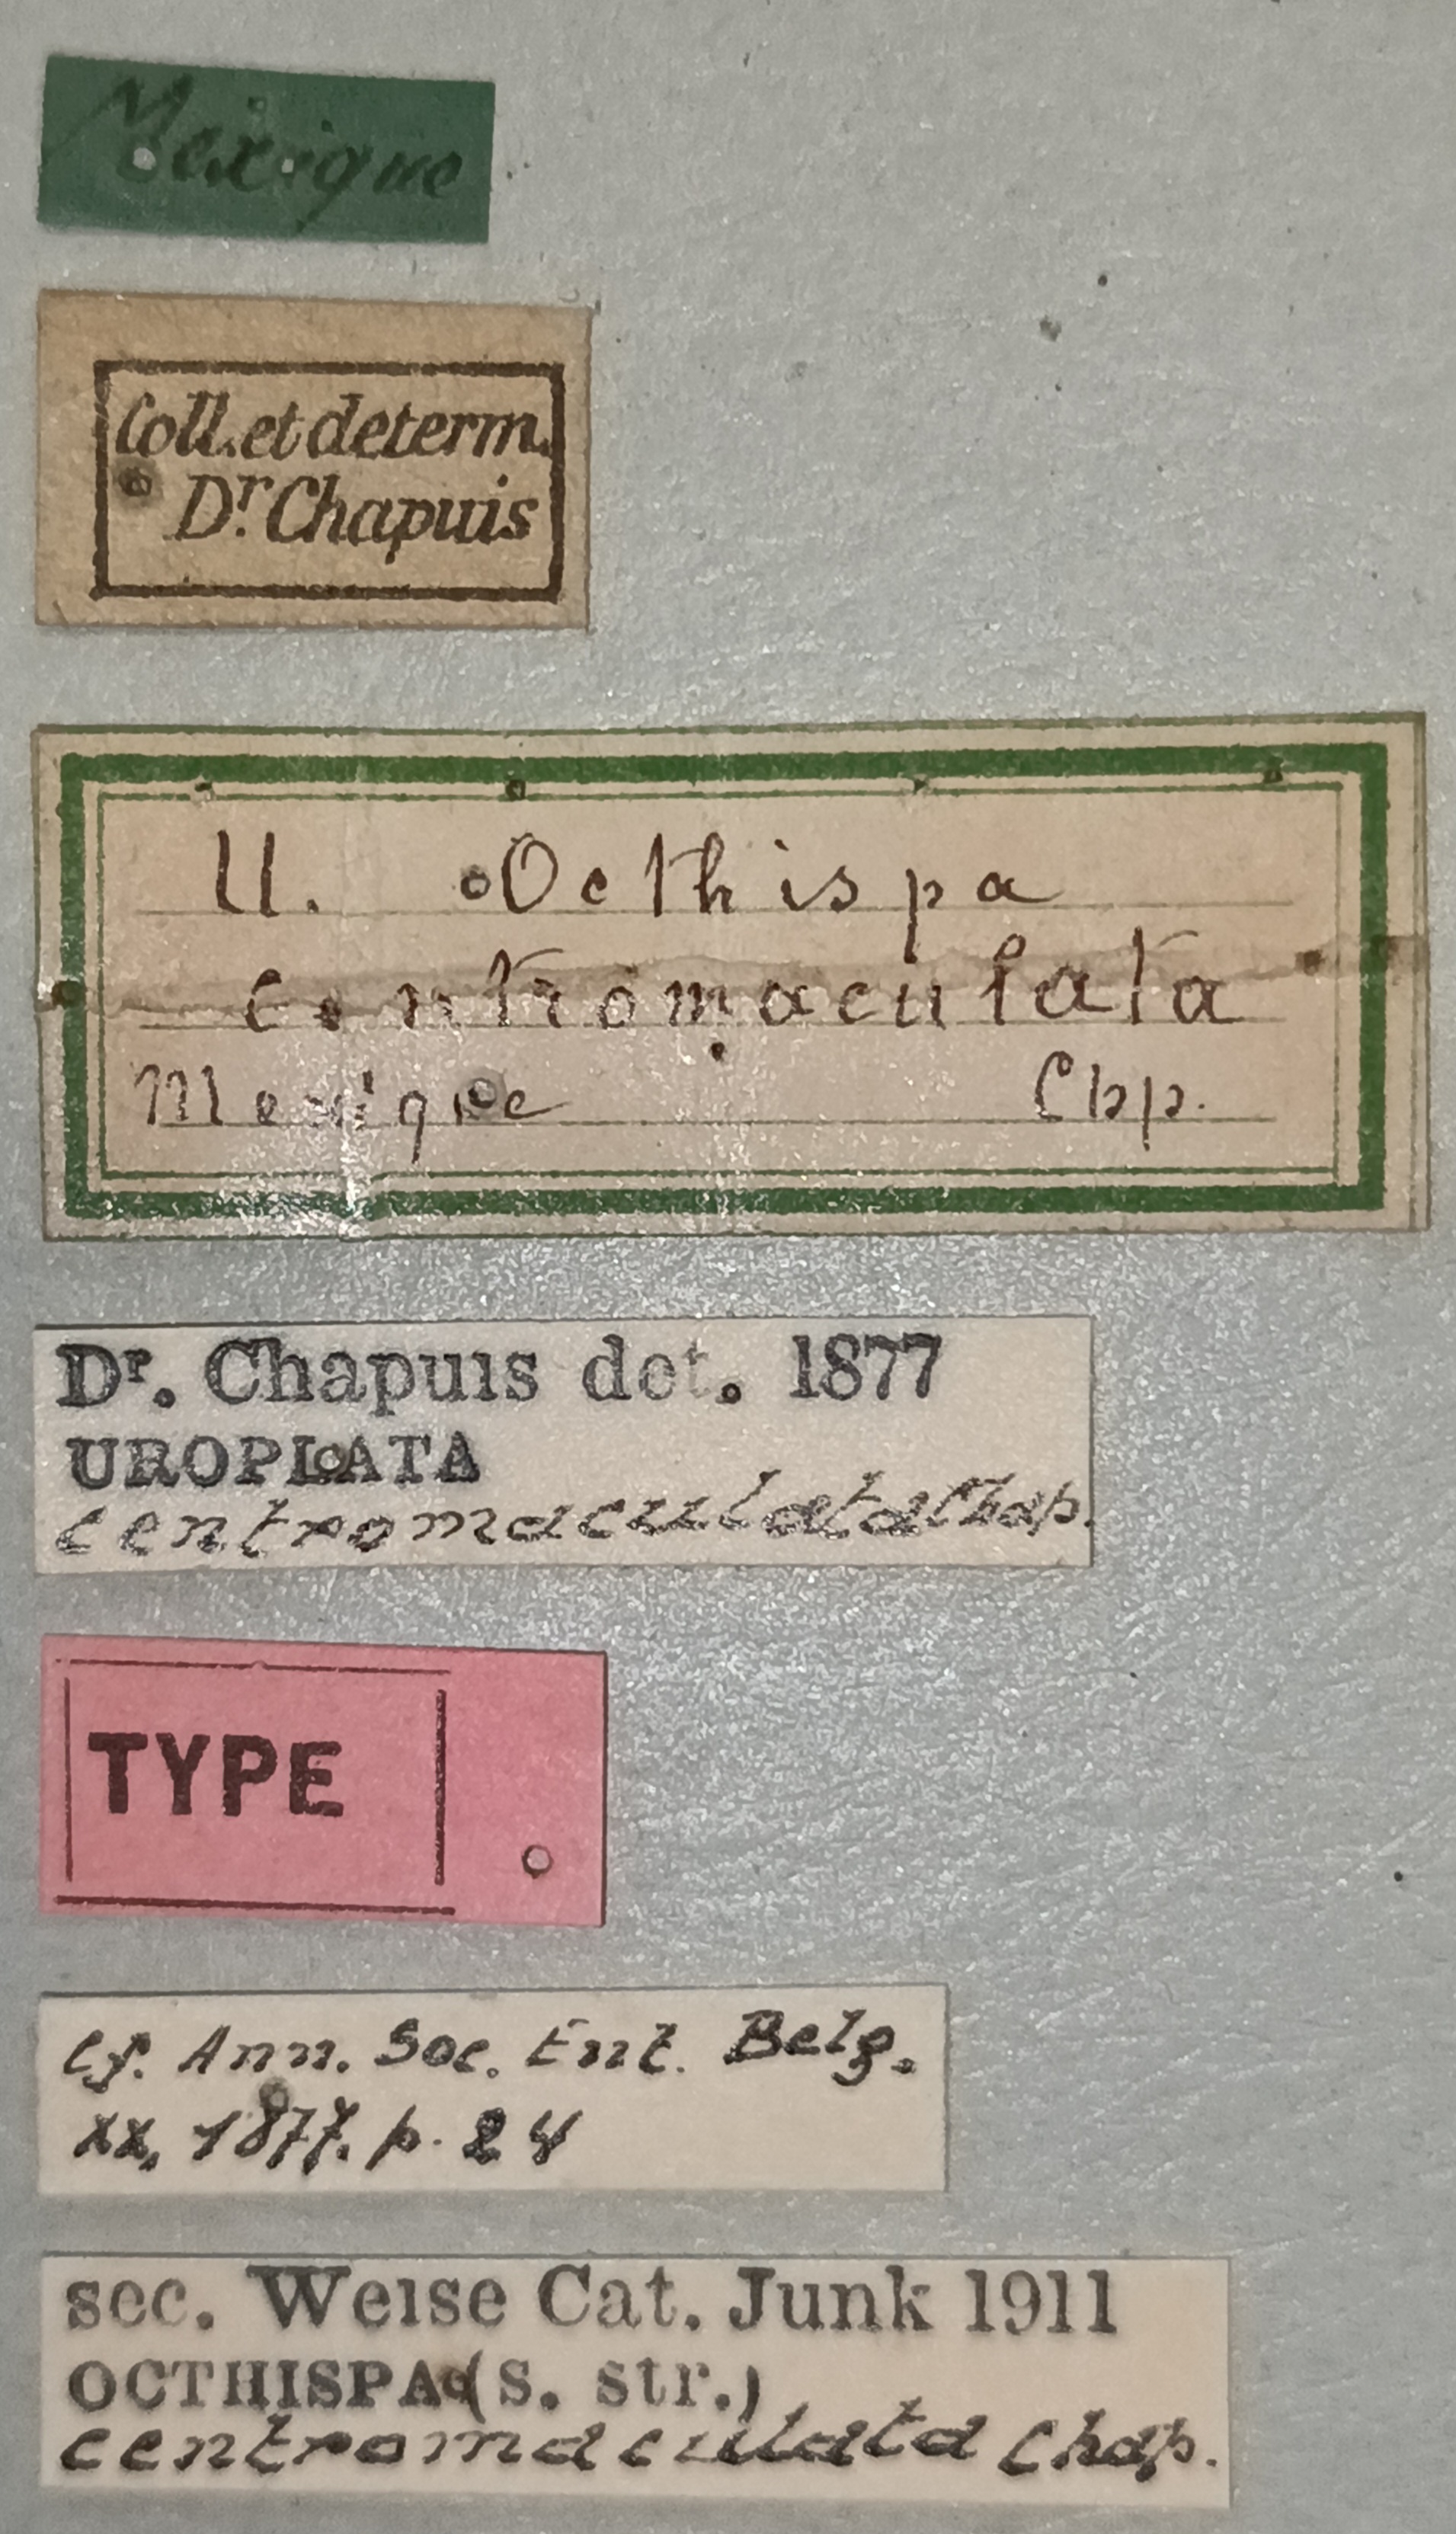 Mexique
Coll. et determ.
Dr. Chapuis
U. Octhispa
centromaculata
Mexique Chp.
Dr. Chapuis det. 1877
UROPLATA
centromaculata Chap.
TYPE
Cf. Ann. Soc. Ent. Belg.
XX, 1877. p. 24
sec. Weise Cat. Junk 1911
OCTHISPA (s. str.)
centromaculata Chap.